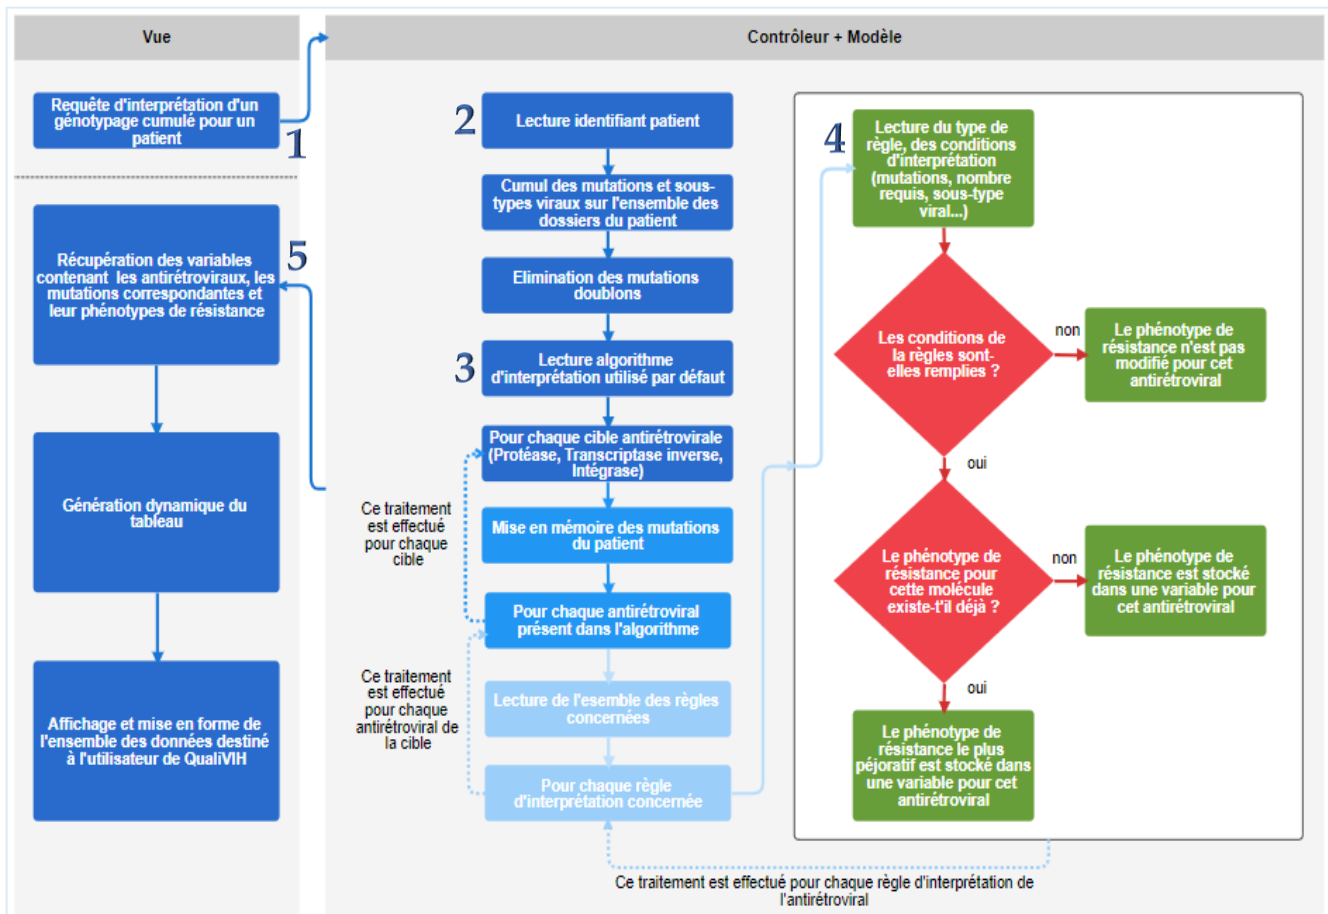 Vue
Requête d'interprétation d'un
génotypage cumulé pour un
patient
1
Récupération des variables
contenant les antirétroviraux, les
mutations correspondantes et
leur phénotypes de résistance
5
Génération dynamique du
tableau
Affichage et mise en forme de
l'ensemble des données destiné
à l'utilisateur de QualiVIH
Contrôleur + Modèle
2
Lecture identifiant patient
Cumul des mutations et sous-
types viraux sur l'ensemble des
dossiers du patient
Elimination des mutations
doublons
3
Lecture algorithme
d'interprétation utilisé par défaut
Pour chaque cible antirétrovirale
(Protéase, Transcriptase inverse,
Intégrase)
Ce traitement
est effectué
pour chaque
cible
Mise en mémoire des mutations
du patient
Pour chaque antirétroviral
présent dans l'algorithme
Ce traitement
est effectué
pour chaque
antirétroviral de
la cible
Lecture de l'esemble des règles
concernées
Pour chaque règle
d'interprétation concernée
4
Lecture du type de
règle, des conditions
d'interprétation
(mutations, nombre
requis, sous-type
viral...)
Les conditions de
la règles sont-
elles remplies ?
non
Le phénotype de
résistance n'est pas
modifié pour cet
antirétroviral
oui
Le phénotype de
résistance pour
cette molécule
existe-t'il déjà ?
non
Le phénotype de
résistance est stocké
dans une variable pour
cet antirétroviral
oui
Le phénotype de
résistance le plus
péjoratif est stocké dans
une variable pour cet
antirétroviral
Ce traitement est effectué pour chaque règle d'interprétation de
l'antirétroviral